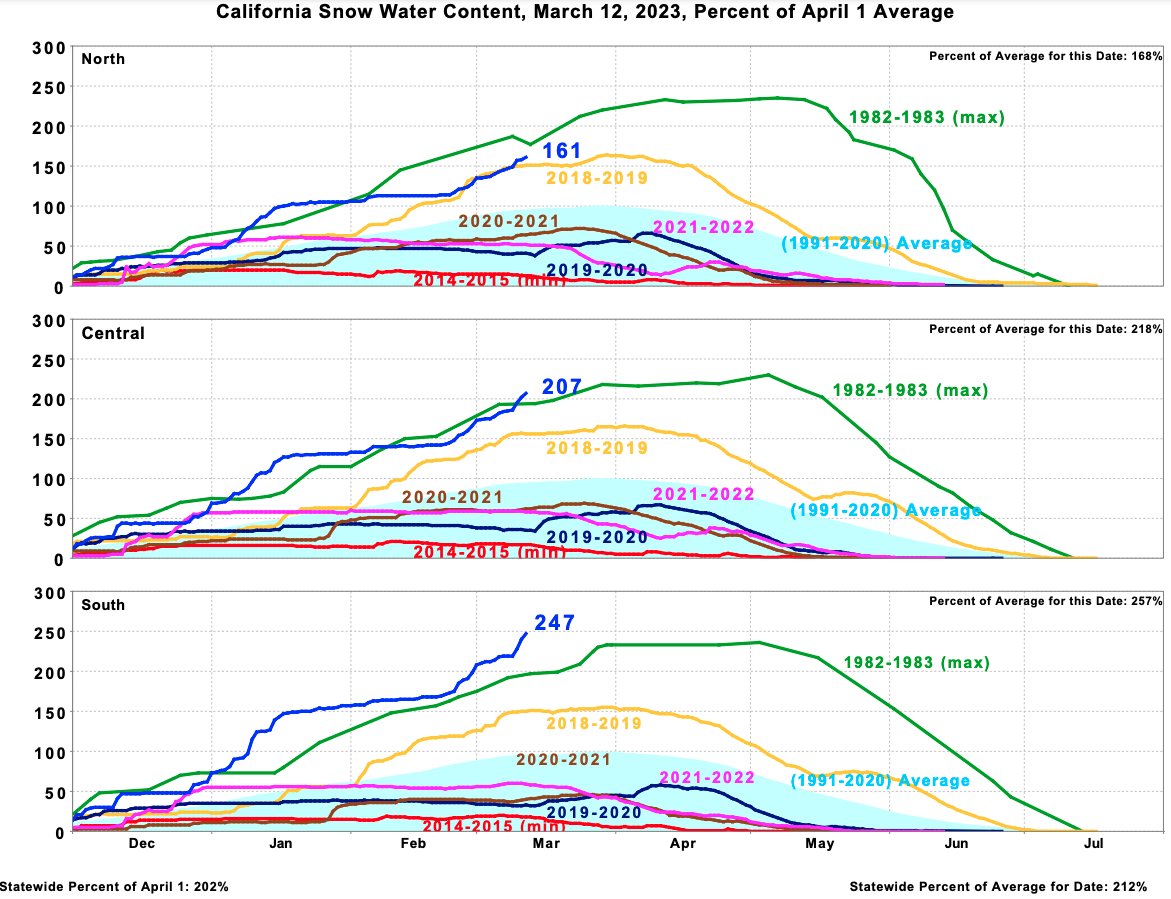 California Snow Water Content, March 12, 2023, Percent of April 1 Average
300
North
Percent of Average for this Date: 168%
250
1982-1983 (max)
200
161
150
2018-2019
100
2020-2021
2021-2022
(1991-2020) Average
50
2019-2020
2014-2015 (min)
0
300
Central
Percent of Average for this Date: 218%
250
207
1982-1983 (max)
200
150
2018-2019
100
2020-2021
2021-2022
(1991-2020) Average
50
2019-2020
2014-2015 (min)
0
300
South
Percent of Average for this Date: 257%
247
250
1982-1983 (max)
200
150
2018-2019
100
2020-2021
2021-2022
(1991-2020) Average
50
2019-2020
2014-2015 (min)
0
Dec Jan Feb Mar Apr May Jun Jul
Statewide Percent of April 1: 202%
Statewide Percent of Average for Date: 212%